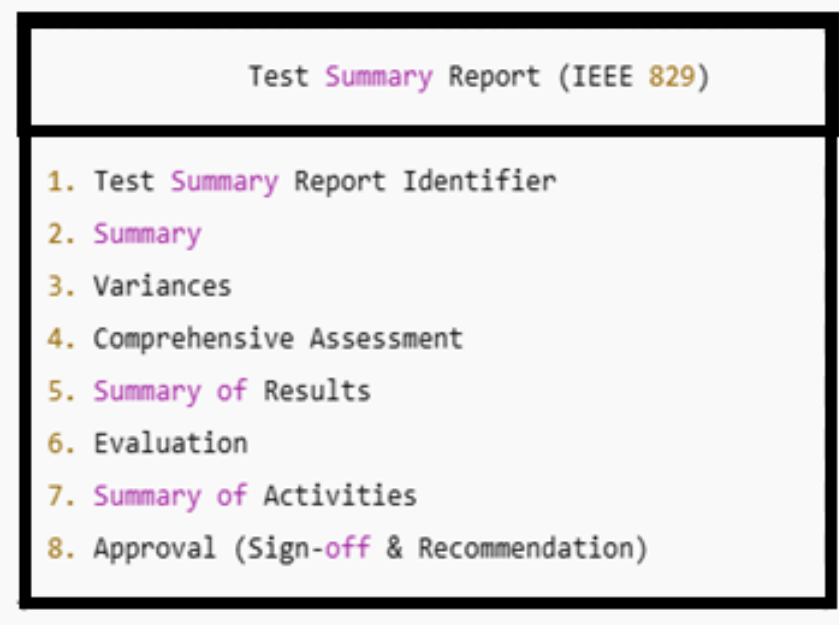 Test Summary Report (IEEE 829)
1. Test Summary Report Identifier
2. Summary
3. Variances
4. Comprehensive Assessment
5. Summary of Results
6. Evaluation
7. Summary of Activities
8. Approval (Sign-off & Recommendation)